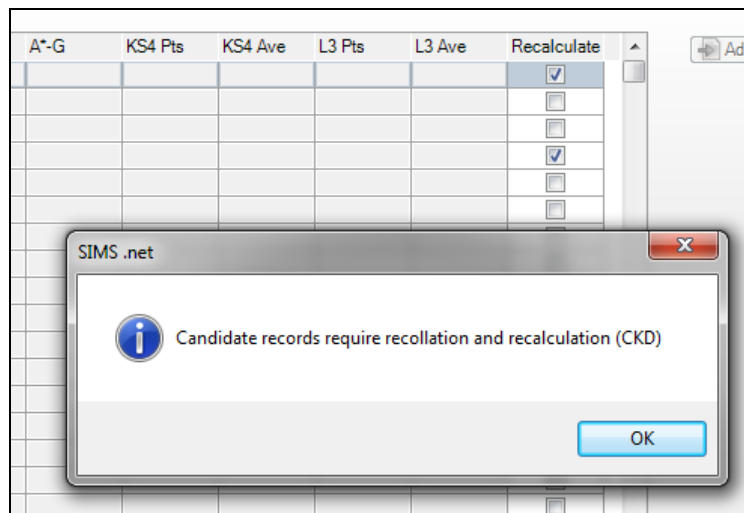 A*-G KS4 Pts KS4 Ave L3 Pts L3 Ave Recalculate
Ad
SIMS .net
Candidate records require recollation and recalculation (CKD)
OK